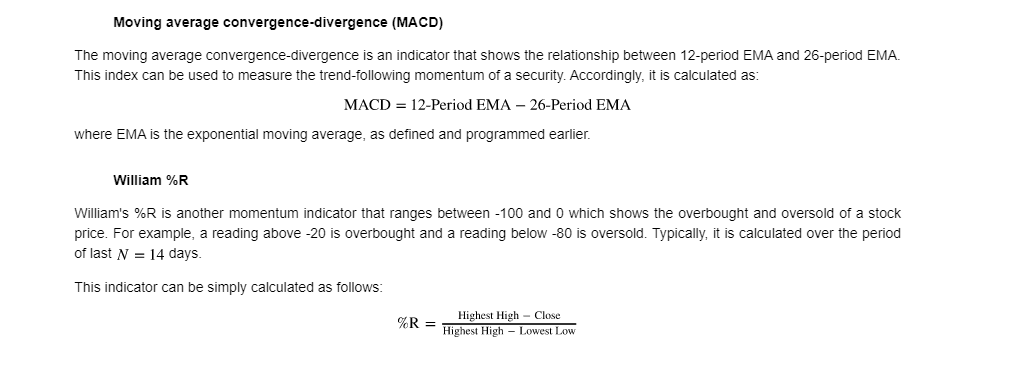 Moving average convergence-divergence (MACD)
The moving average convergence-divergence is an indicator that shows the relationship between 12-period EMA and 26-period EMA.
This index can be used to measure the trend-following momentum of a security. Accordingly, it is calculated as:
MACD = 12-Period EMA − 26-Period EMA
where EMA is the exponential moving average, as defined and programmed earlier.
William %R
William's %R is another momentum indicator that ranges between -100 and 0 which shows the overbought and oversold of a stock
price. For example, a reading above -20 is overbought and a reading below -80 is oversold. Typically, it is calculated over the period
of last N = 14 days.
This indicator can be simply calculated as follows:
%R = 
Highest High − Close
Highest High − Lowest Low